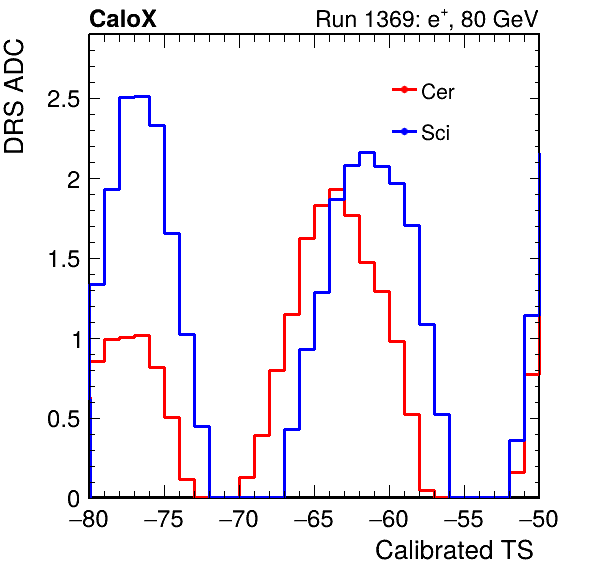 CaloX Run 1369: e⁺, 80 GeV
DRS ADC
Cer
Sci
2.5
2
1.5
1
0.5
0
−80 −75 −70 −65 −60 −55 −50
Calibrated TS